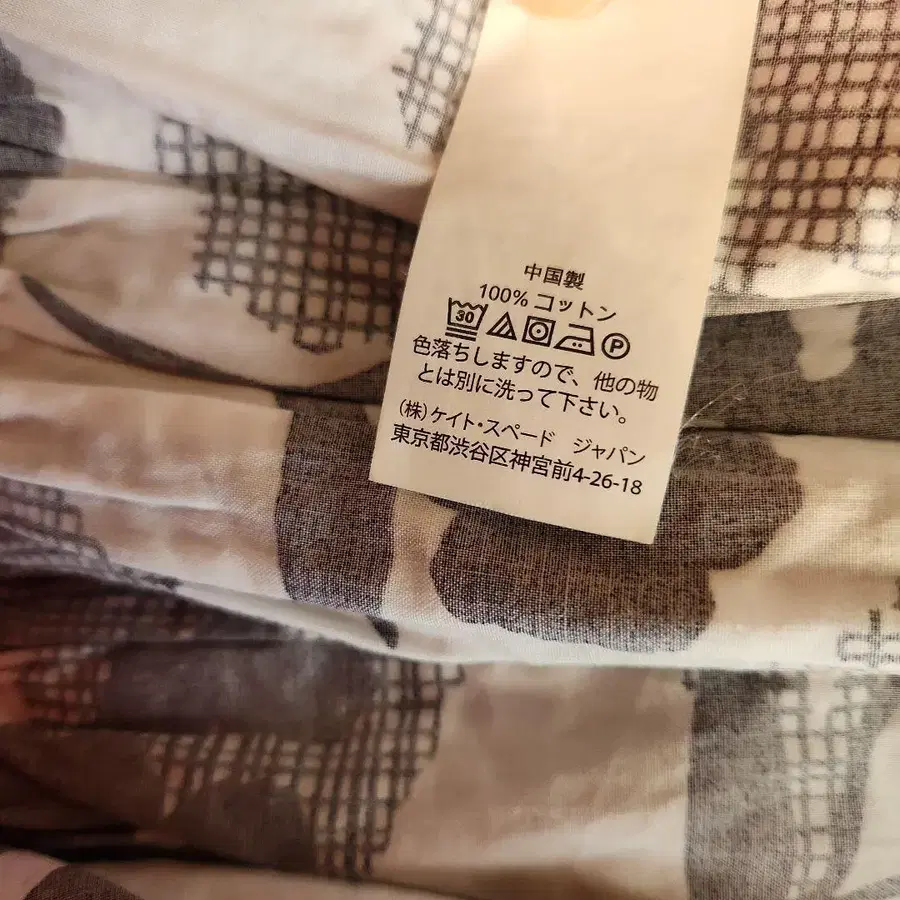 中国製
100% コットン
30 P
色落ちしますので、他の物
とは別に洗って下さい。
(株)ケイト・スペード ジャパン
東京都渋谷区神宮前4-26-18